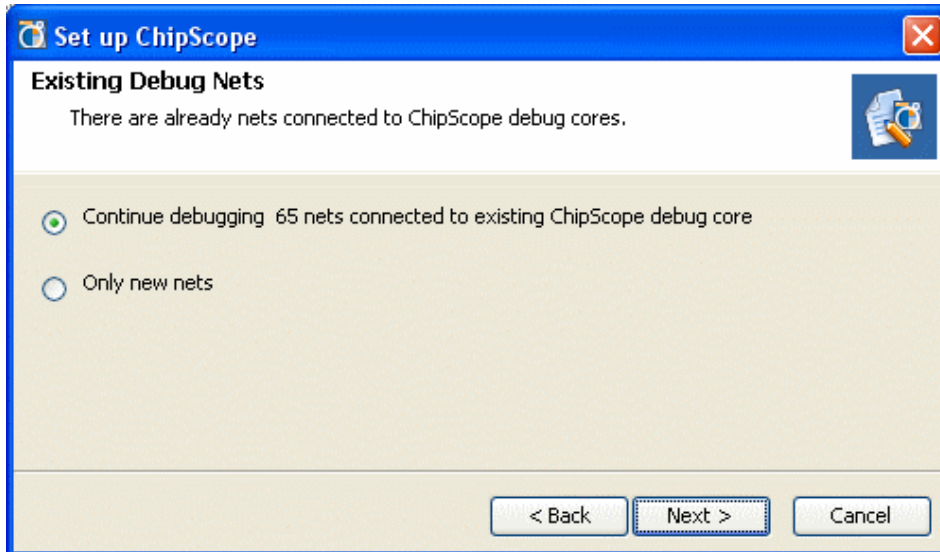 Set up ChipScope
Existing Debug Nets
There are already nets connected to ChipScope debug cores.
Continue debugging 65 nets connected to existing ChipScope debug core
Only new nets
< Back
Next >
Cancel